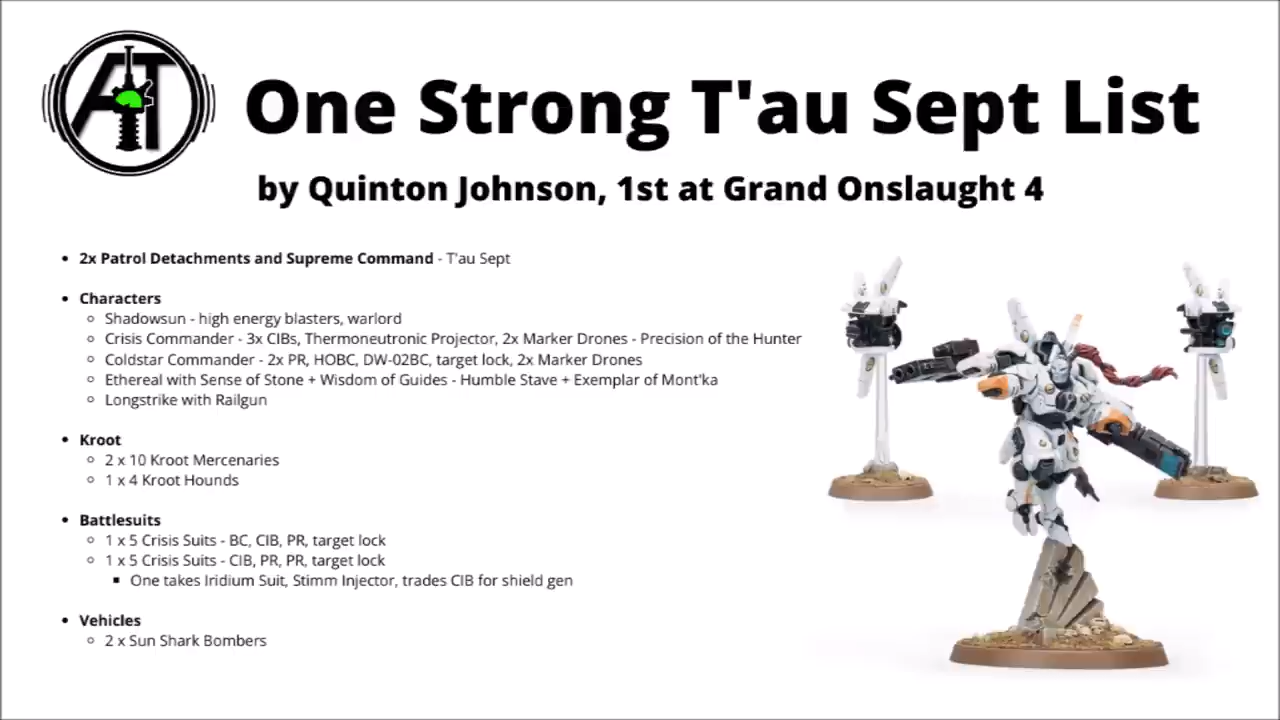 AT
One Strong T'au Sept List
by Quinton Johnson, 1st at Grand Onslaught 4
• 2x Patrol Detachments and Supreme Command - T'au Sept
• Characters
◦ Shadowsun - high energy blasters, warlord
◦ Crisis Commander - 3x CIBs, Thermoneutronic Projector, 2x Marker Drones - Precision of the Hunter
◦ Coldstar Commander - 2x PR, HOBC, DW-02BC, target lock, 2x Marker Drones
◦ Ethereal with Sense of Stone + Wisdom of Guides - Humble Stave + Exemplar of Mont'ka
◦ Longstrike with Railgun
• Kroot
◦ 2 x 10 Kroot Mercenaries
◦ 1 x 4 Kroot Hounds
• Battlesuits
◦ 1 x 5 Crisis Suits - BC, CIB, PR, target lock
◦ 1 x 5 Crisis Suits - CIB, PR, PR, target lock
▪ One takes Iridium Suit, Stimm Injector, trades CIB for shield gen
• Vehicles
◦ 2 x Sun Shark Bombers